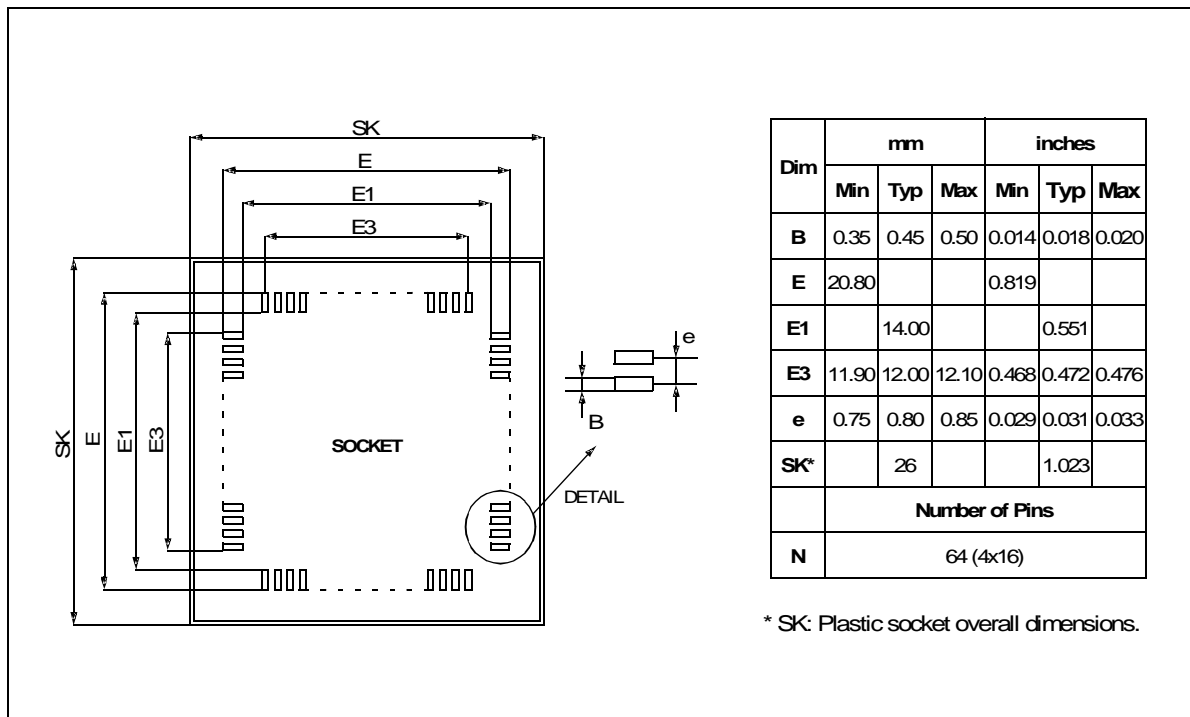 SK
E
E1
E3
SK
E
E1
E3
SOCKET
e
B
DETAIL
Dim mm inches
Min Typ Max Min Typ Max
B 0.35 0.45 0.50 0.014 0.018 0.020
E 20.80 0.819
E1 14.00 0.551
E3 11.90 12.00 12.10 0.468 0.472 0.476
e 0.75 0.80 0.85 0.029 0.031 0.033
SK* 26 1.023
Number of Pins
N 64 (4x16)
* SK: Plastic socket overall dimensions.